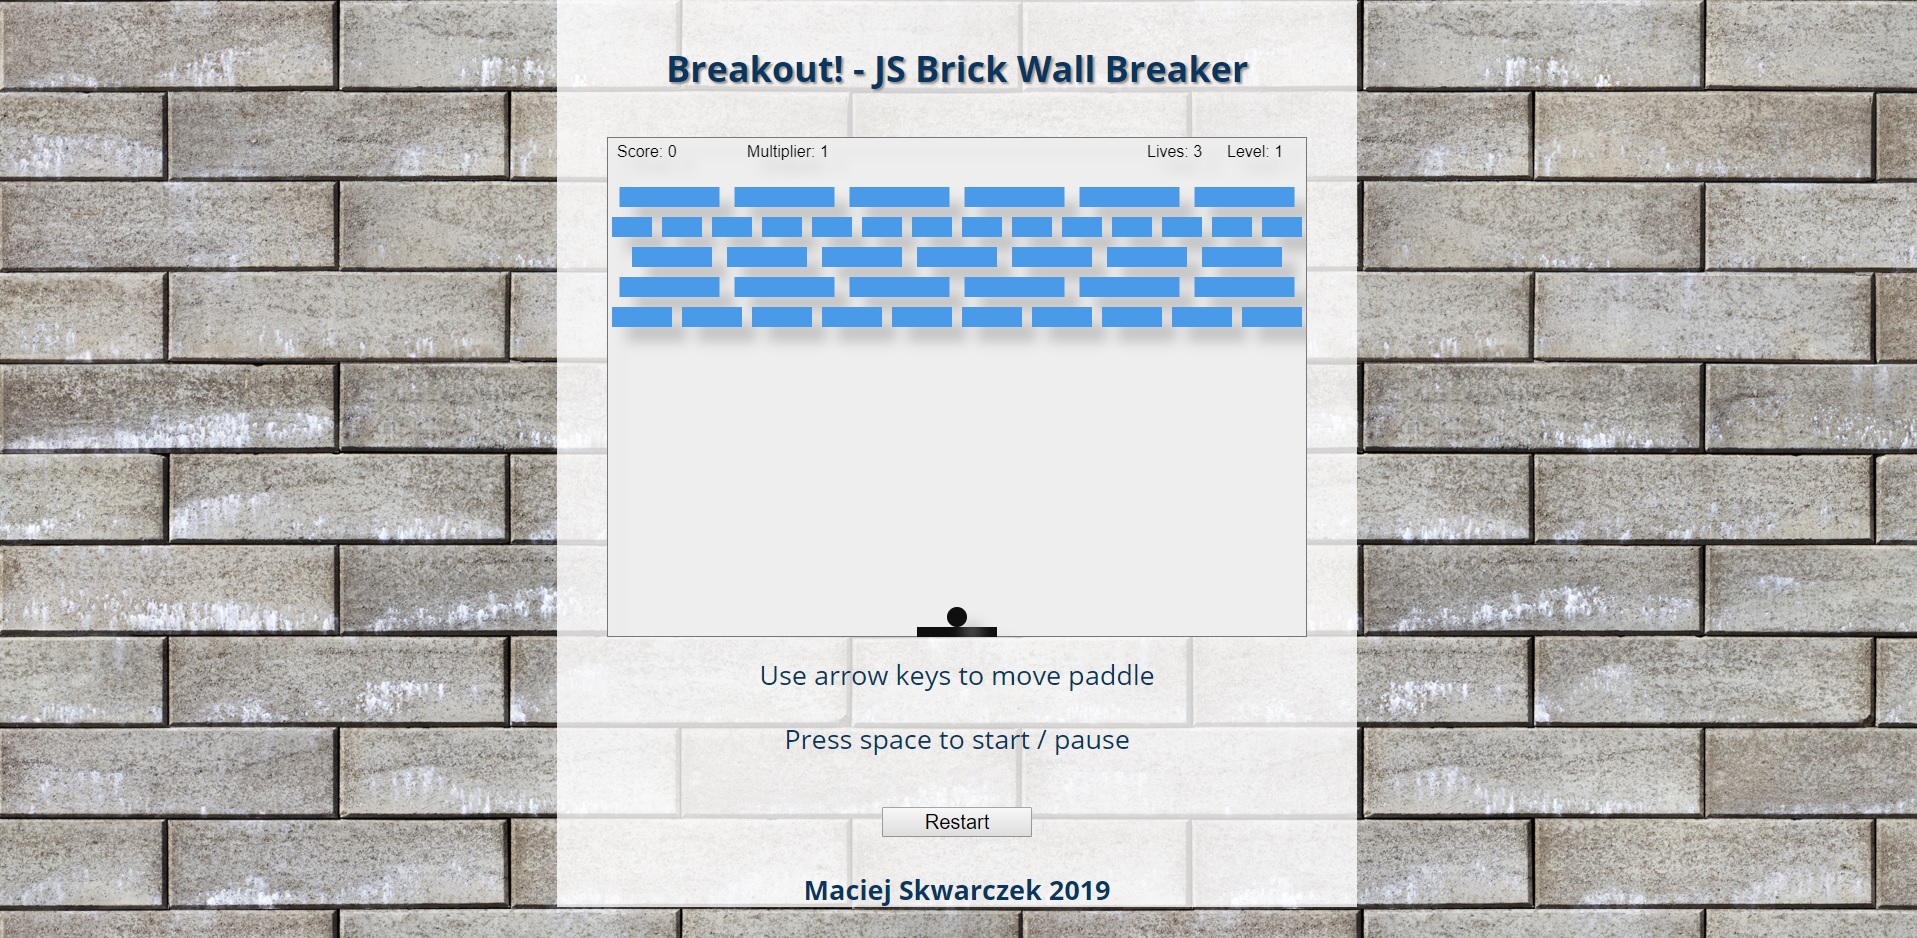 Breakout! - JS Brick Wall Breaker
Score: 0 Multiplier: 1 Lives: 3 Level: 1
Use arrow keys to move paddle
Press space to start / pause
Restart
Maciej Skwarczek 2019